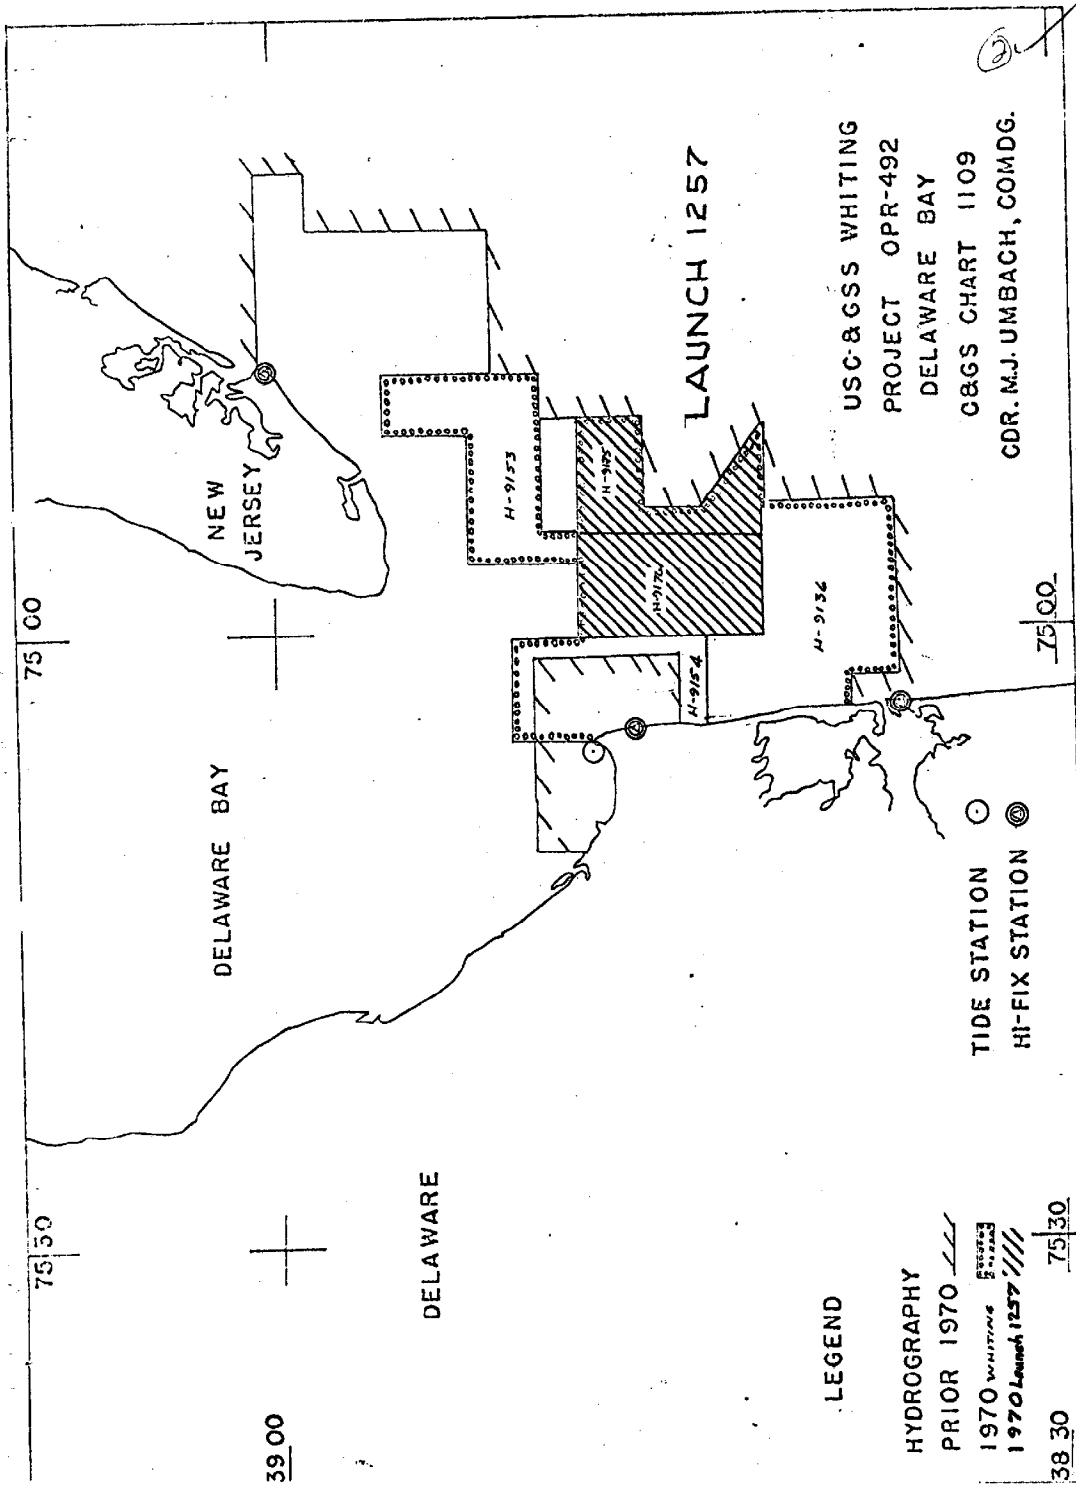 75 30
75 00
39 00
DELAWARE BAY
NEW
JERSEY
DELAWARE
H-9153
H-9175
H-9154
H-9136
LAUNCH 1257
USC&GSS WHITING
PROJECT OPR-492
DELAWARE BAY
C&GS CHART 1109
CDR. M.J. UMBACH, COMDG.
2
LEGEND
HYDROGRAPHY
PRIOR 1970
1970 WHITING
1970 Launch 1257
TIDE STATION
HI-FIX STATION
38 30
75 30
75 00